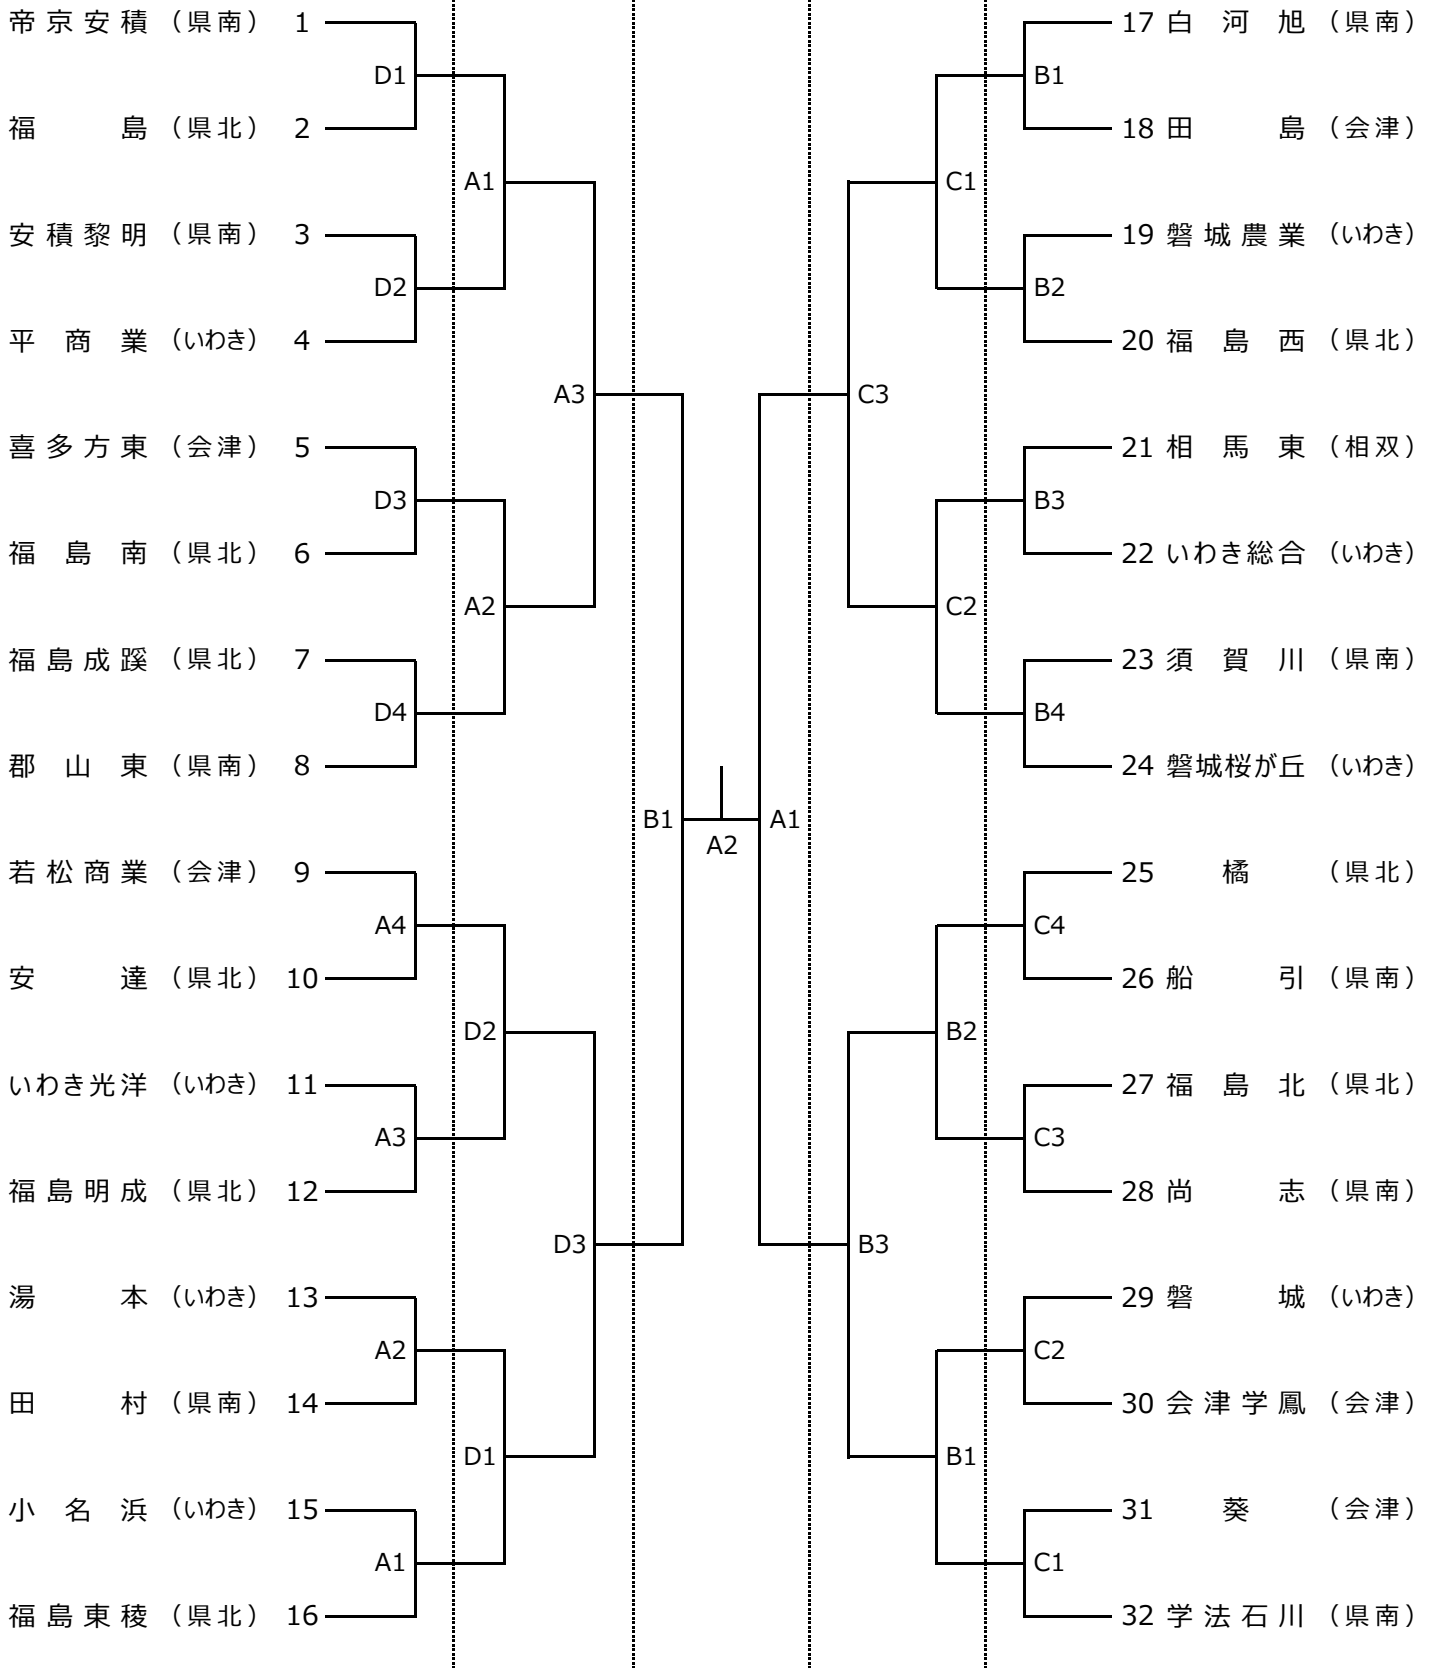 帝京安積 (県南) 1
D1
福島 (県北) 2
A1
安積黎明 (県南) 3
D2
平商業 (いわき) 4
A3
喜多方東 (会津) 5
D3
福島南 (県北) 6
A2
福島成蹊 (県北) 7
D4
郡山東 (県南) 8
B1
若松商業 (会津) 9
A4
安達 (県北) 10
D2
いわき光洋 (いわき) 11
A3
福島明成 (県北) 12
D3
湯本 (いわき) 13
A2
田村 (県南) 14
D1
小名浜 (いわき) 15
A1
福島東稜 (県北) 16
A2
17 白河旭 (県南)
B1
18 田島 (会津)
C1
19 磐城農業 (いわき)
B2
20 福島西 (県北)
C3
21 相馬東 (相双)
B3
22 いわき総合 (いわき)
C2
23 須賀川 (県南)
B4
24 磐城桜が丘 (いわき)
A1
25 橘 (県北)
C4
26 船引 (県南)
B2
27 福島北 (県北)
C3
28 尚志 (県南)
B3
29 磐城 (いわき)
C2
30 会津学鳳 (会津)
B1
31 葵 (会津)
C1
32 学法石川 (県南)